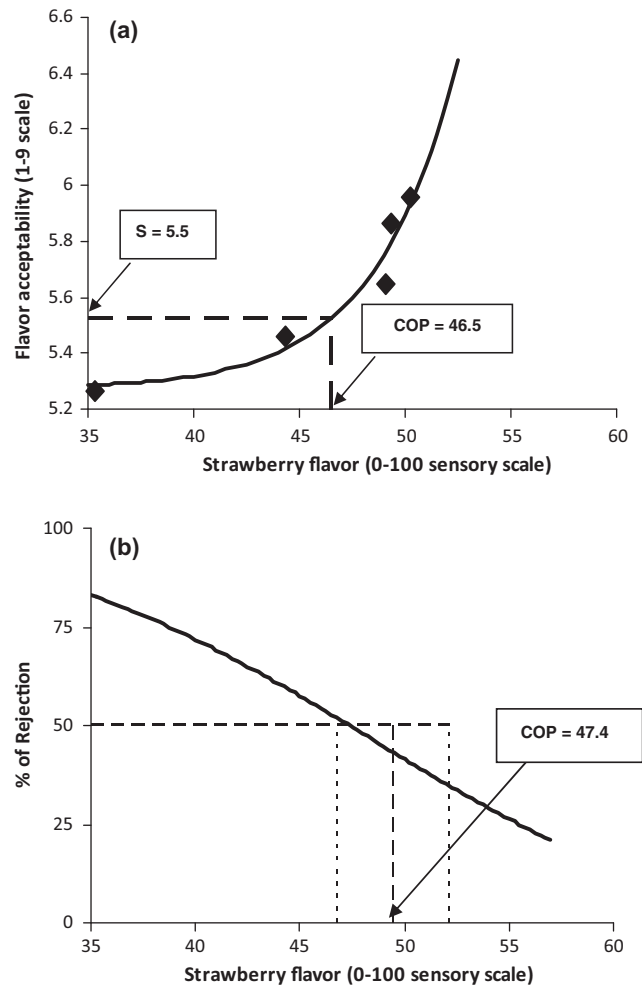 (a)
6.6
6.4
6.2
6
5.8
5.6
5.4
5.2
Flavor acceptability (1-9 scale)
S = 5.5
COP = 46.5
35 40 45 50 55 60
Strawberry flavor (0-100 sensory scale)
(b)
100
75
50
25
0
% of Rejection
COP = 47.4
35 40 45 50 55 60
Strawberry flavor (0-100 sensory scale)